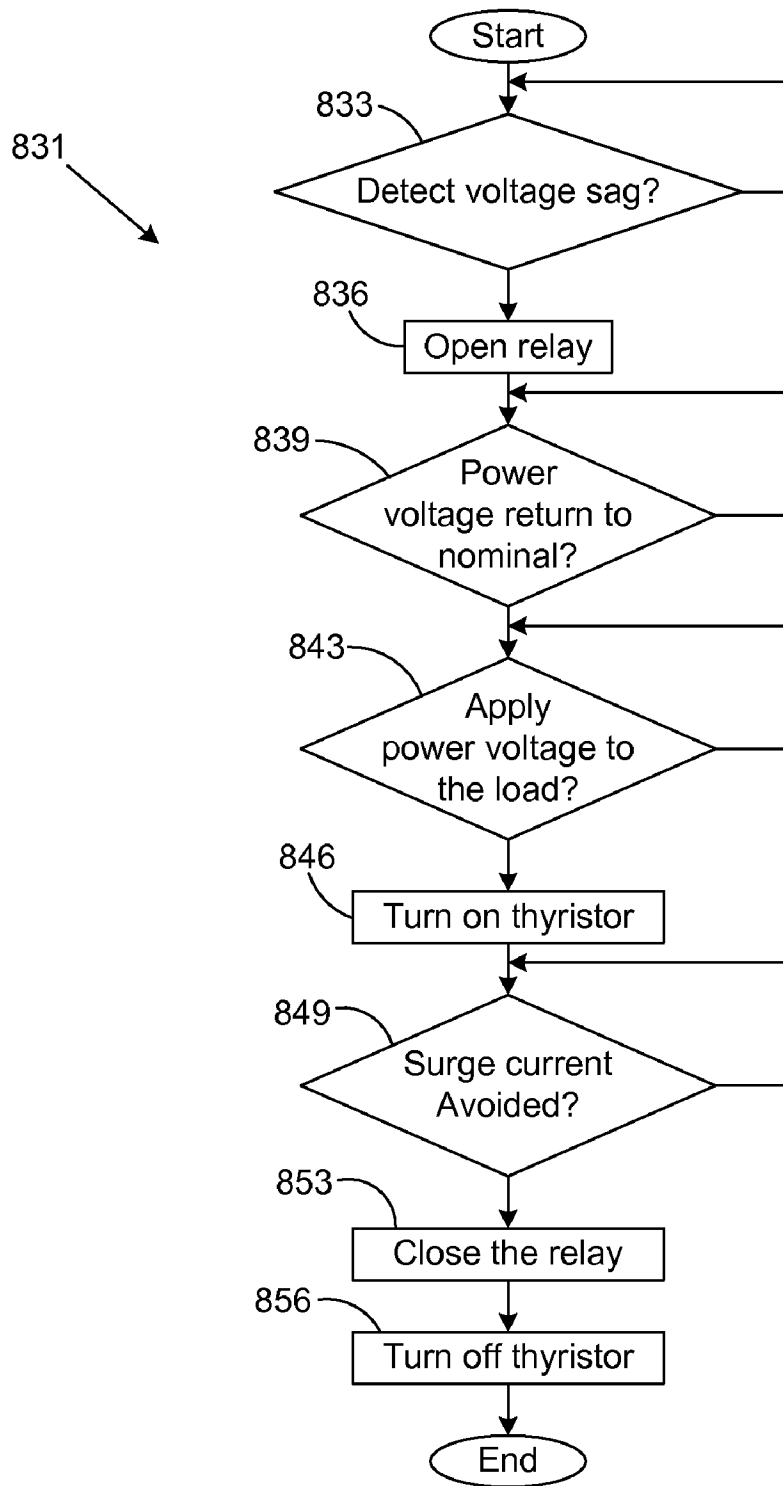 Start
833
831
Detect voltage sag?
836
Open relay
839
Power
voltage return to
nominal?
843
Apply
power voltage to
the load?
846
Turn on thyristor
849
Surge current
Avoided?
853
Close the relay
856
Turn off thyristor
End